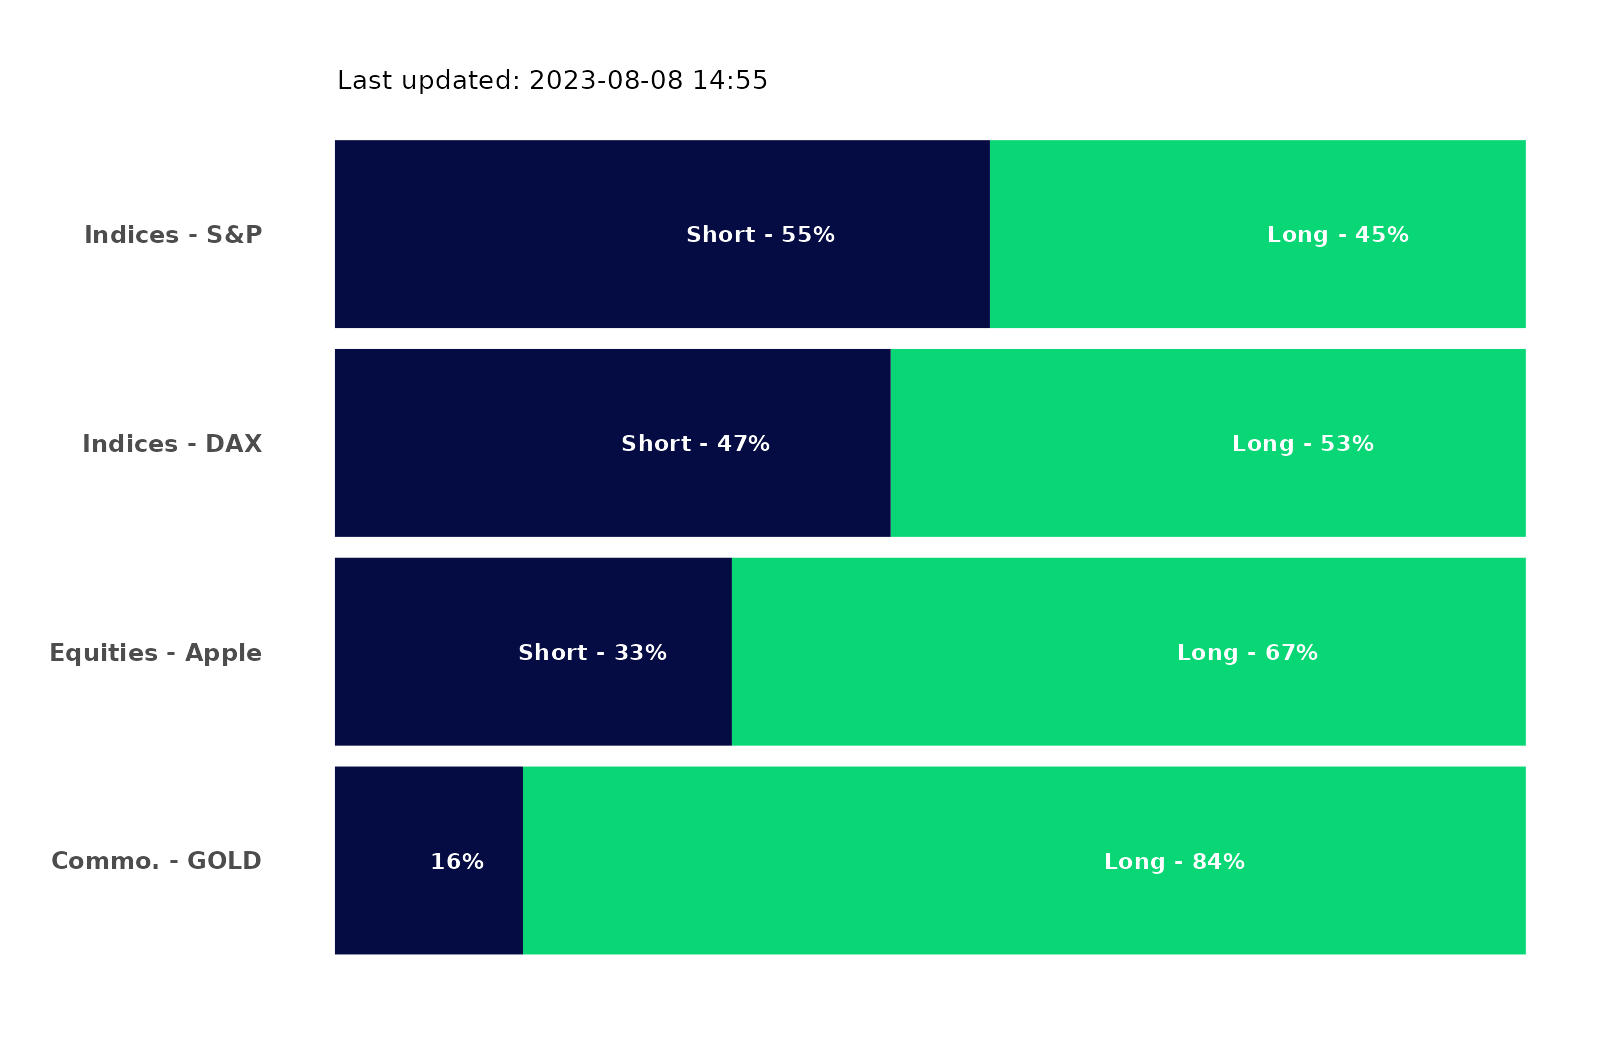 Last updated: 2023-08-08 14:55
Indices - S&P Short - 55% Long - 45%
Indices - DAX Short - 47% Long - 53%
Equities - Apple Short - 33% Long - 67%
Commo. - GOLD 16% Long - 84%